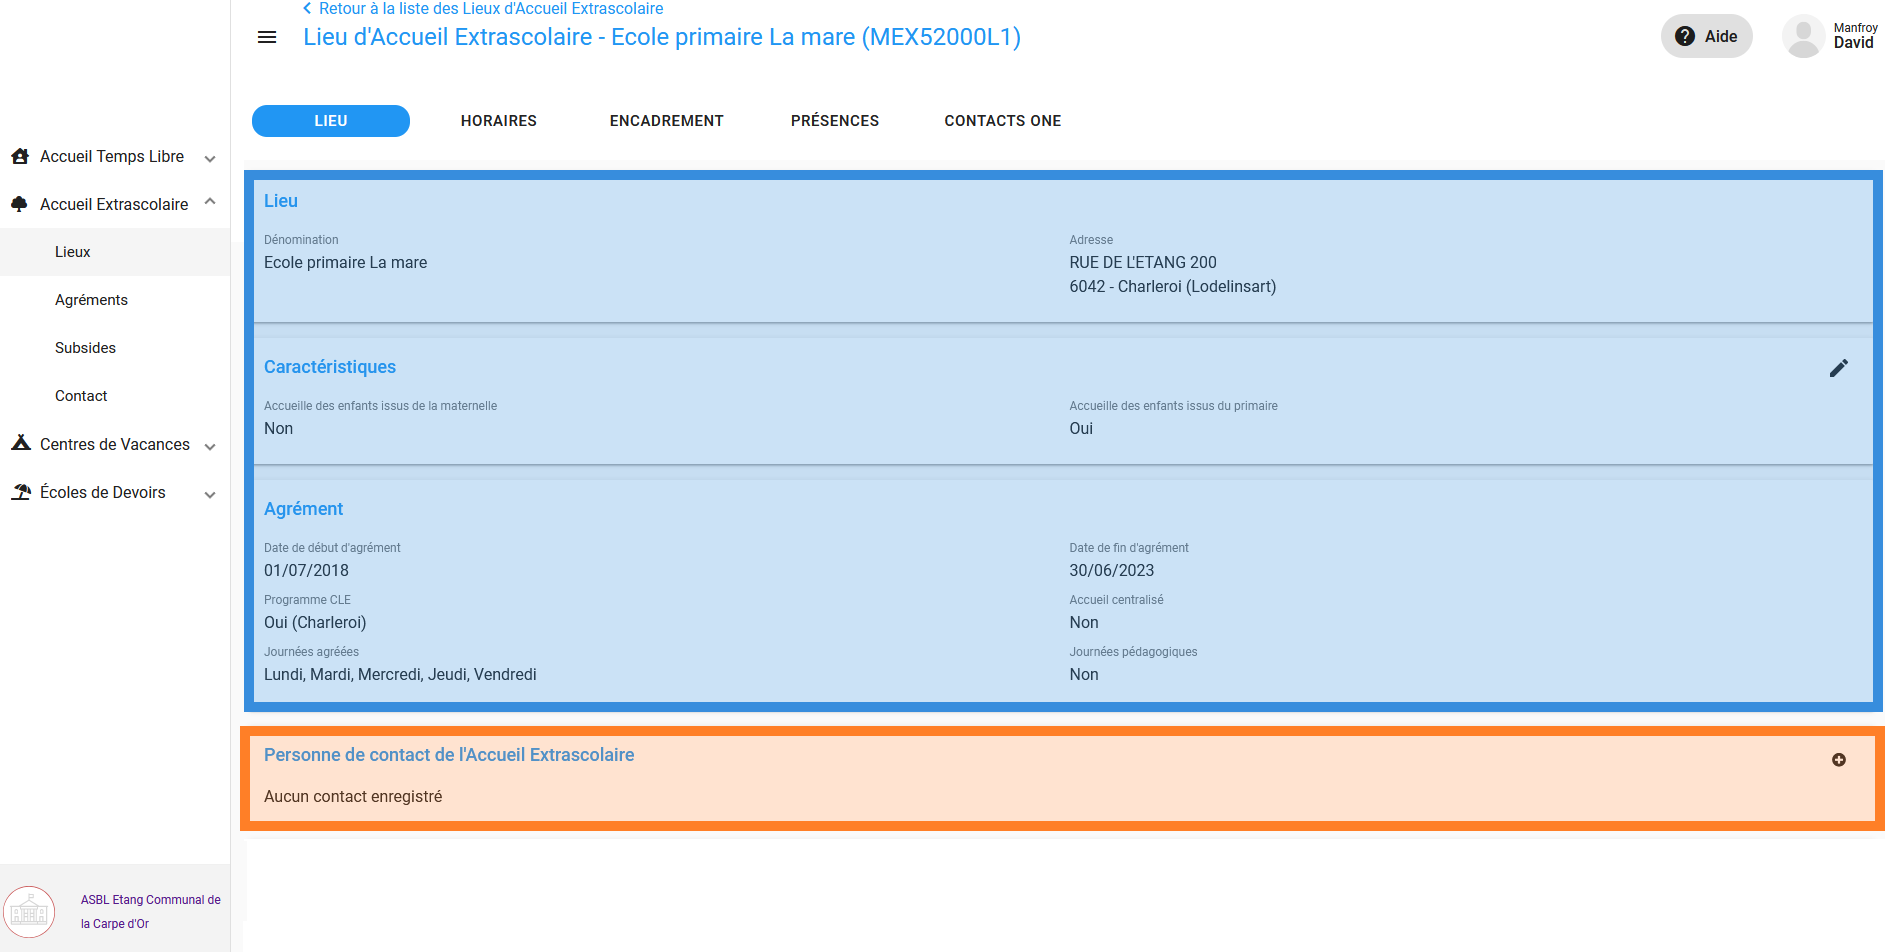 Retour à la liste des Lieux d'Accueil Extrascolaire
Lieu d'Accueil Extrascolaire - Ecole primaire La mare (MEX52000L1)
Aide
Manfroy
David
LIEU
HORAIRES
ENCADREMENT
PRÉSENCES
CONTACTS ONE
Accueil Temps Libre
Accueil Extrascolaire
Lieux
Agréments
Subsides
Contact
Centres de Vacances
Écoles de Devoirs
ASBL Etang Communal de
la Carpe d'Or
Lieu
Dénomination
Ecole primaire La mare
Adresse
RUE DE L'ETANG 200
6042 - Charleroi (Lodelinsart)
Caractéristiques
Accueille des enfants issus de la maternelle
Non
Accueille des enfants issus du primaire
Oui
Agrément
Date de début d'agrément
01/07/2018
Date de fin d'agrément
30/06/2023
Programme CLE
Oui (Charleroi)
Accueil centralisé
Non
Journées agréées
Lundi, Mardi, Mercredi, Jeudi, Vendredi
Journées pédagogiques
Non
Personne de contact de l'Accueil Extrascolaire
Aucun contact enregistré